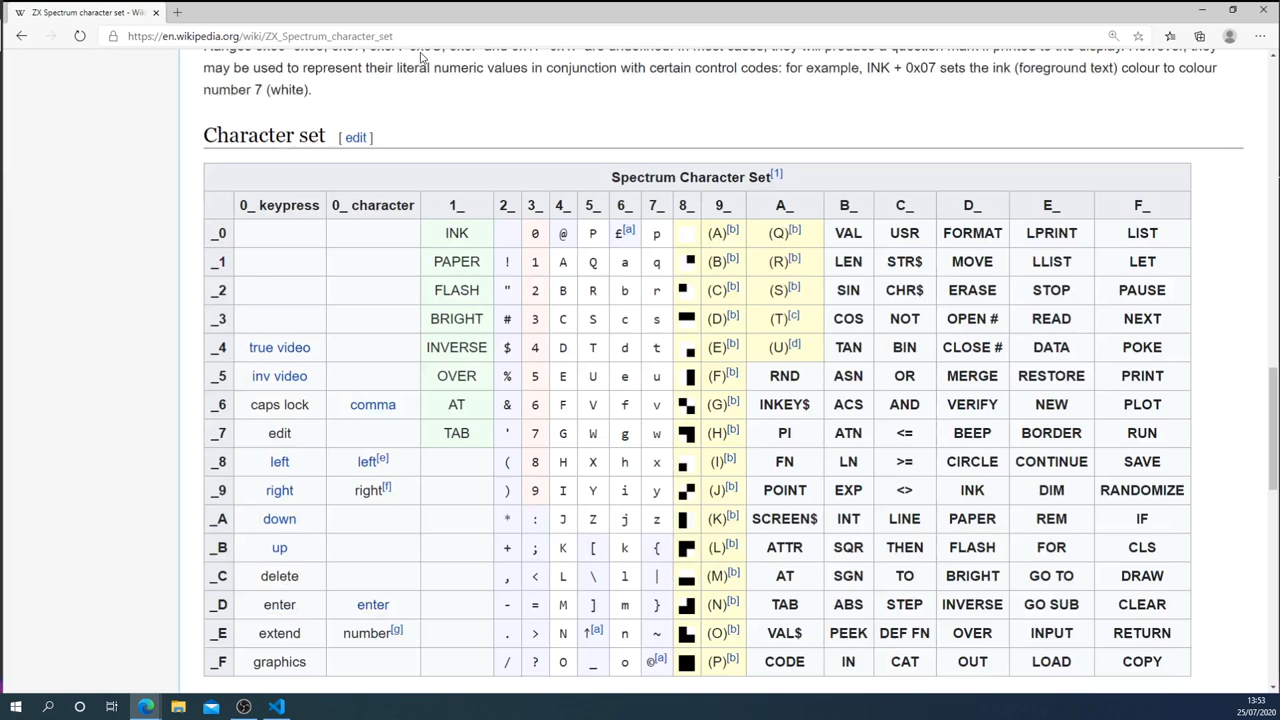 ZX Spectrum character set - Wi
https://en.wikipedia.org/wiki/ZX_Spectrum_character_set
may be used to represent their literal numeric values in conjunction with certain control codes: for example, INK + 0x07 sets the ink (foreground text) colour to colour
number 7 (white).
Character set [ edit ]
Spectrum Character Set[1]
0_ keypress 0_ character 1_ 2_ 3_ 4_ 5_ 6_ 7_ 8_ 9_ A_ B_ C_ D_ E_ F_
_0 INK 0 @ P £[a] p (A)[b] (Q)[b] VAL USR FORMAT LPRINT LIST
_1 PAPER ! 1 A Q a q (B)[b] (R)[b] LEN STR$ MOVE LLIST LET
_2 FLASH " 2 B R b r (C)[b] (S)[b] SIN CHR$ ERASE STOP PAUSE
_3 BRIGHT # 3 C S c s (D)[b] (T)[c] COS NOT OPEN # READ NEXT
_4 true video INVERSE $ 4 D T d t (E)[b] (U)[d] TAN BIN CLOSE # DATA POKE
_5 inv video OVER % 5 E U e u (F)[b] RND ASN OR MERGE RESTORE PRINT
_6 caps lock comma AT & 6 F V f v (G)[b] INKEY$ ACS AND VERIFY NEW PLOT
_7 edit TAB ' 7 G W g w (H)[b] PI ATN <= BEEP BORDER RUN
_8 left left[e] ( 8 H X h x (I)[b] FN LN >= CIRCLE CONTINUE SAVE
_9 right right[f] ) 9 I Y i y (J)[b] POINT EXP <> INK DIM RANDOMIZE
_A down * : J Z j z (K)[b] SCREEN$ INT LINE PAPER REM IF
_B up + ; K [ k { (L)[b] ATTR SQR THEN FLASH FOR CLS
_C delete , < L \ l | (M)[b] AT SGN TO BRIGHT GO TO DRAW
_D enter enter - = M ] m } (N)[b] TAB ABS STEP INVERSE GO SUB CLEAR
_E extend number[g] . > N ↑[a] n ~ (O)[b] VAL$ PEEK DEF FN OVER INPUT RETURN
_F graphics / ? O _ o ©[a] (P)[b] CODE IN CAT OUT LOAD COPY
13:53
25/07/2020